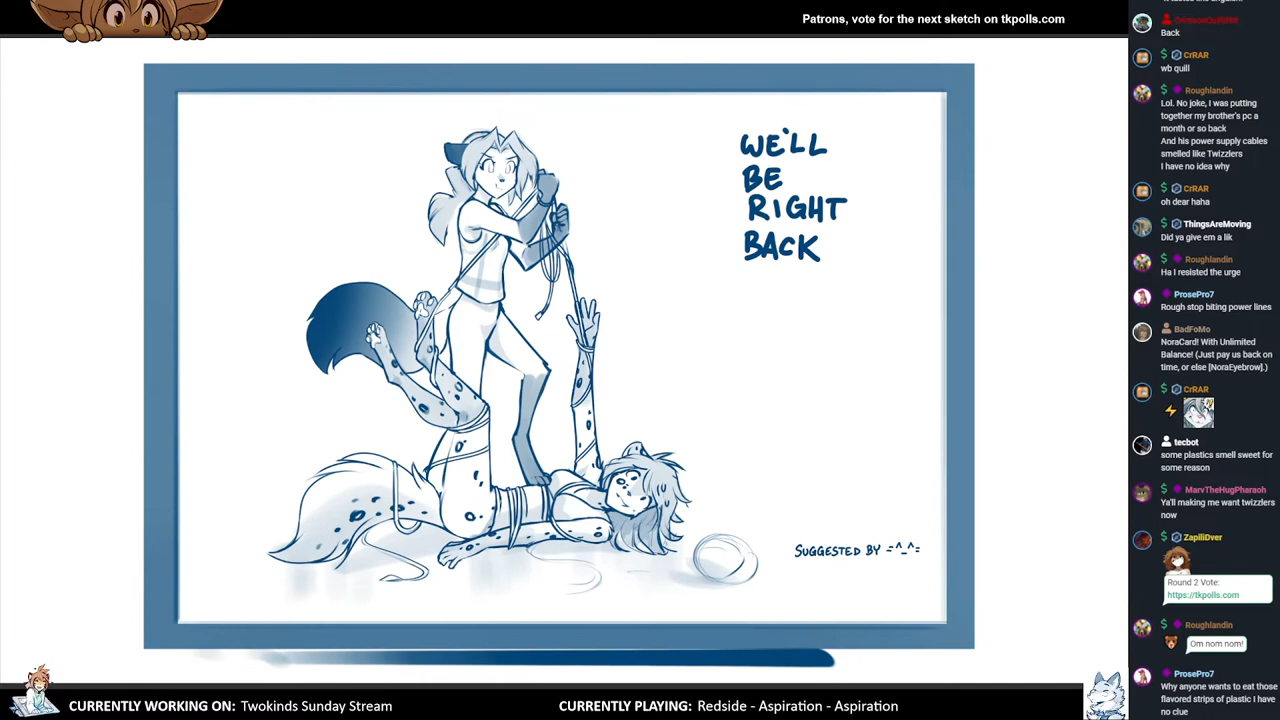 Patrons, vote for the next sketch on tkpolls.com
WE'LL
BE
RIGHT
BACK
SUGGESTED BY =^_^=
CURRENTLY WORKING ON: Twokinds Sunday Stream
CURRENTLY PLAYING: Redside - Aspiration - Aspiration
Back
CrRAR
wb quill
Roughlandin
Lol. No joke, I was putting
together my brother's pc a
month or so back
And his power supply cables
smelled like Twizzlers
I have no idea why
CrRAR
oh dear haha
ThingsAreMoving
Did ya give em a lik
Roughlandin
Ha I resisted the urge
ProsePro7
Rough stop biting power lines
BadFoMo
NoraCard! With Unlimited
Balance! (Just pay us back on
time, or else [NoraEyebrow].)
CrRAR
tecbot
some plastics smell sweet for
some reason
MarvTheHugPharaoh
Ya'll making me want twizzlers
now
ZapiliDver
Round 2 Vote:
https://tkpolls.com
Roughlandin
Om nom nom!
ProsePro7
Why anyone wants to eat those
flavored strips of plastic I have
no clue